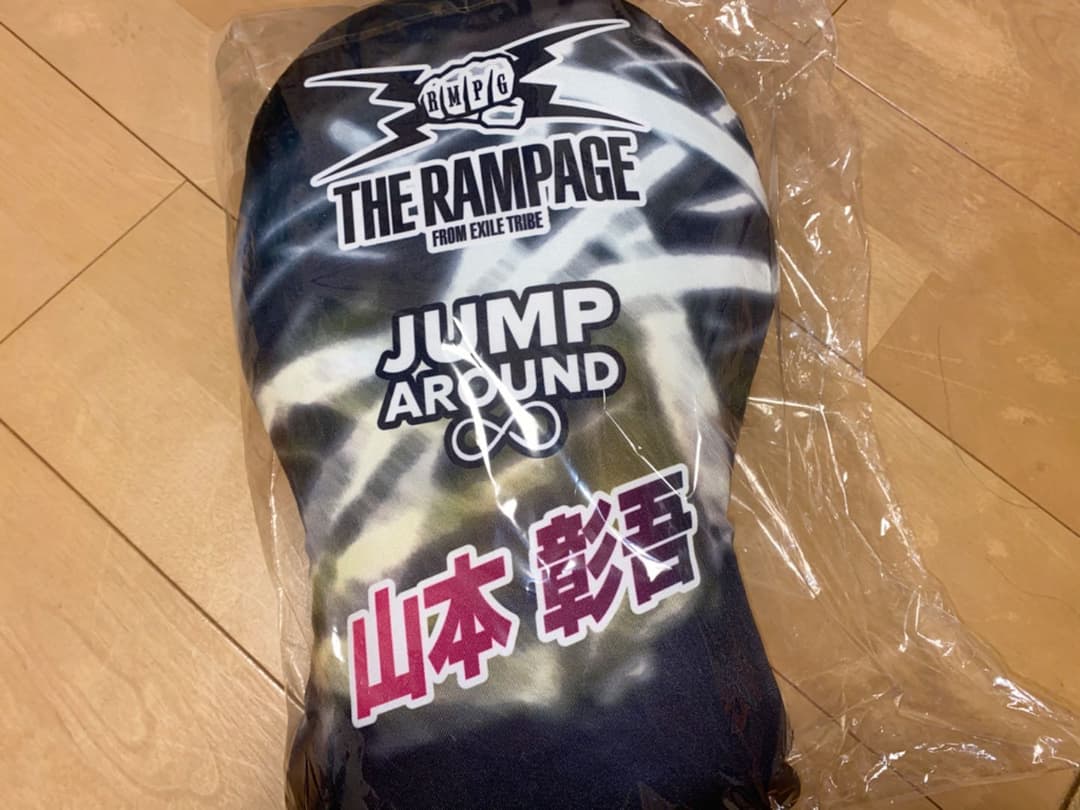 RMPG
THE RAMPAGE
FROM EXILE TRIBE
JUMP
AROUND
山本 彰吾